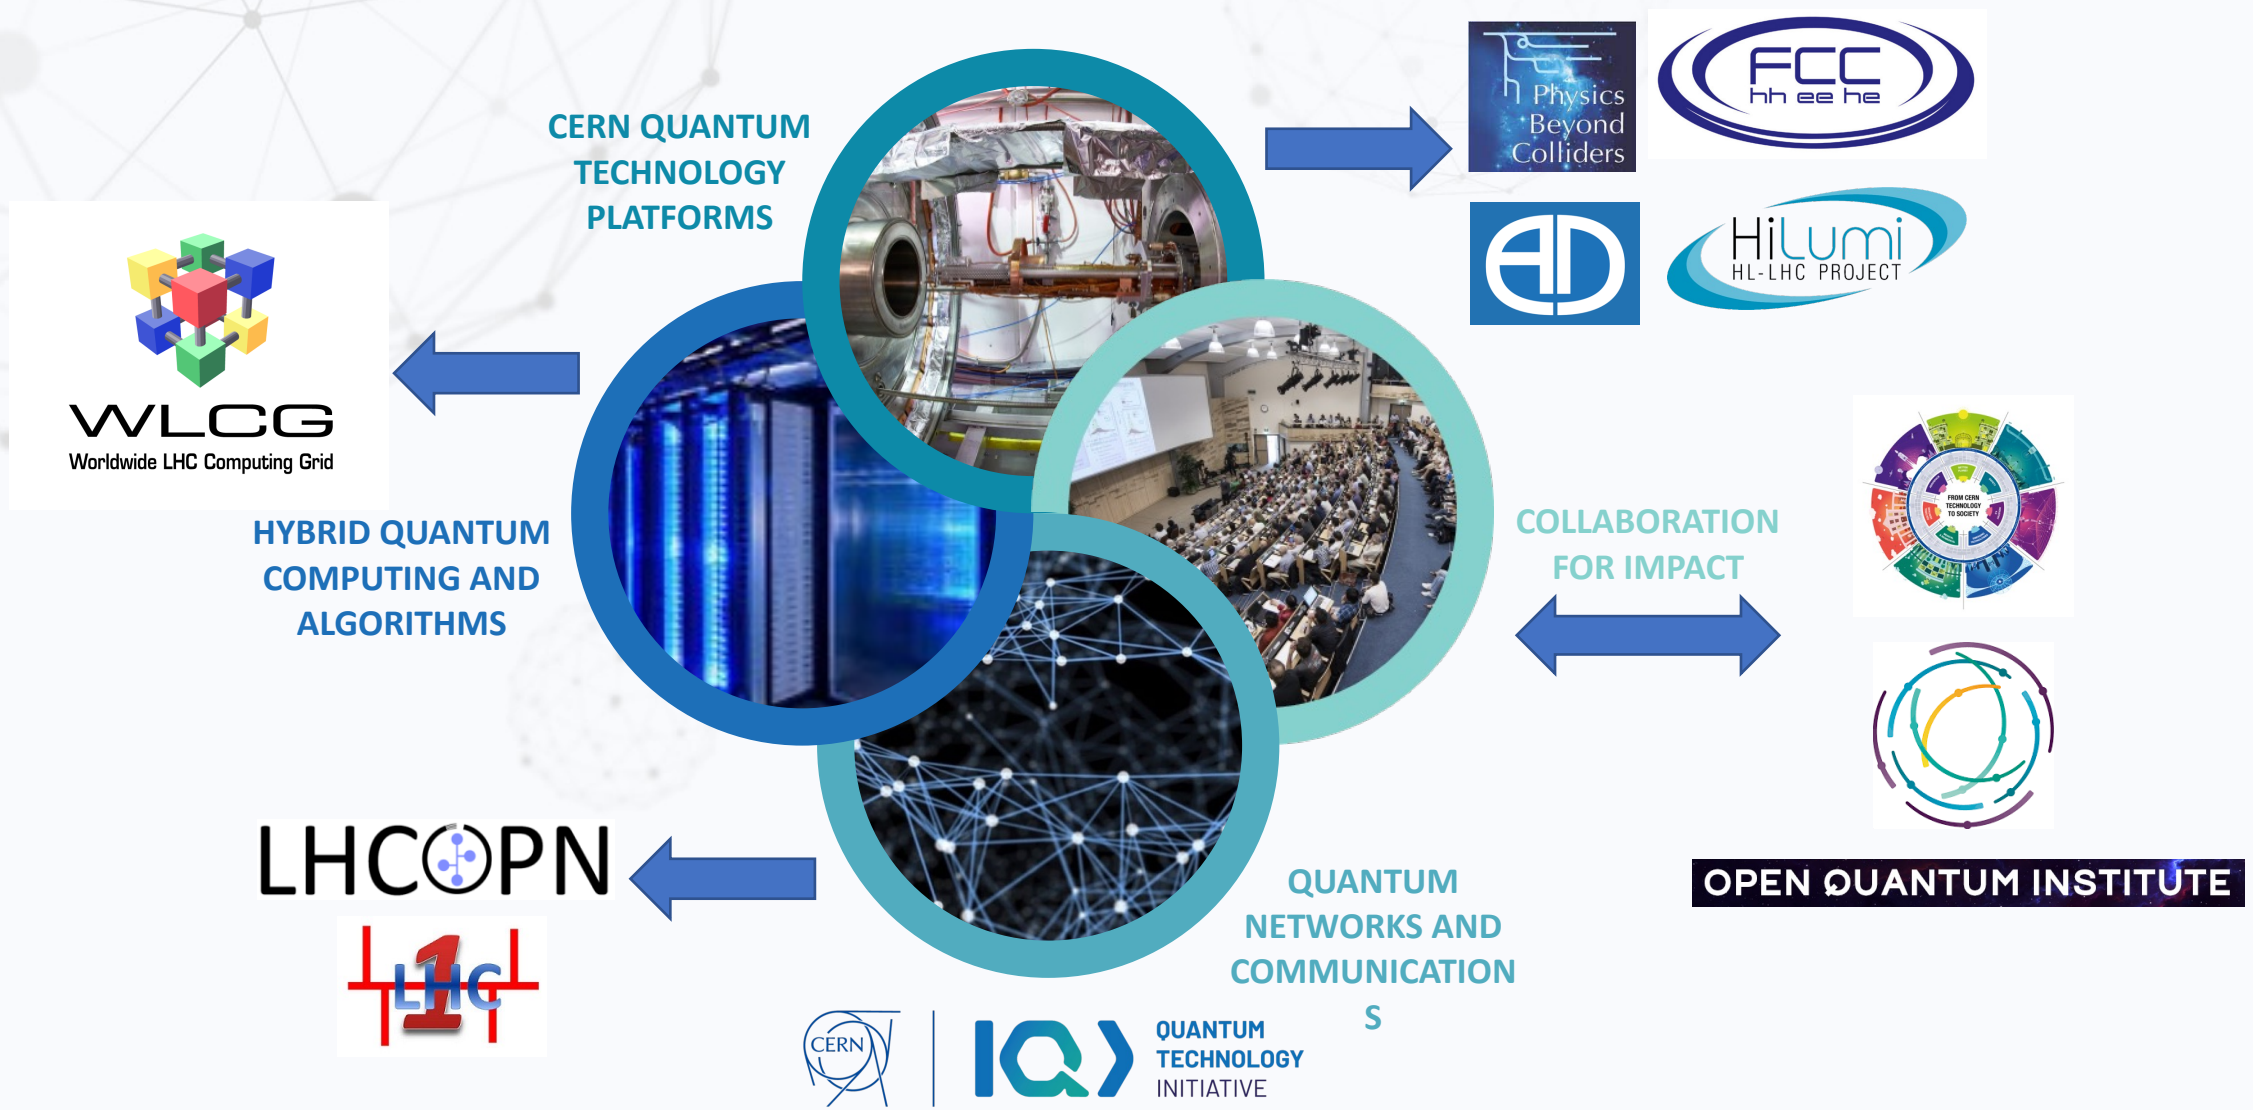 CERN QUANTUM
TECHNOLOGY
PLATFORMS
Physics
Beyond
Colliders
FCC
hh ee he
AD
HiLumi
HL-LHC PROJECT
WLCG
Worldwide LHC Computing Grid
HYBRID QUANTUM
COMPUTING AND
ALGORITHMS
COLLABORATION
FOR IMPACT
FROM CERN
TECHNOLOGY
TO SOCIETY
OPEN QUANTUM INSTITUTE
LHCOPN
LHC
1
QUANTUM
NETWORKS AND
COMMUNICATION
S
CERN
QUANTUM
TECHNOLOGY
INITIATIVE